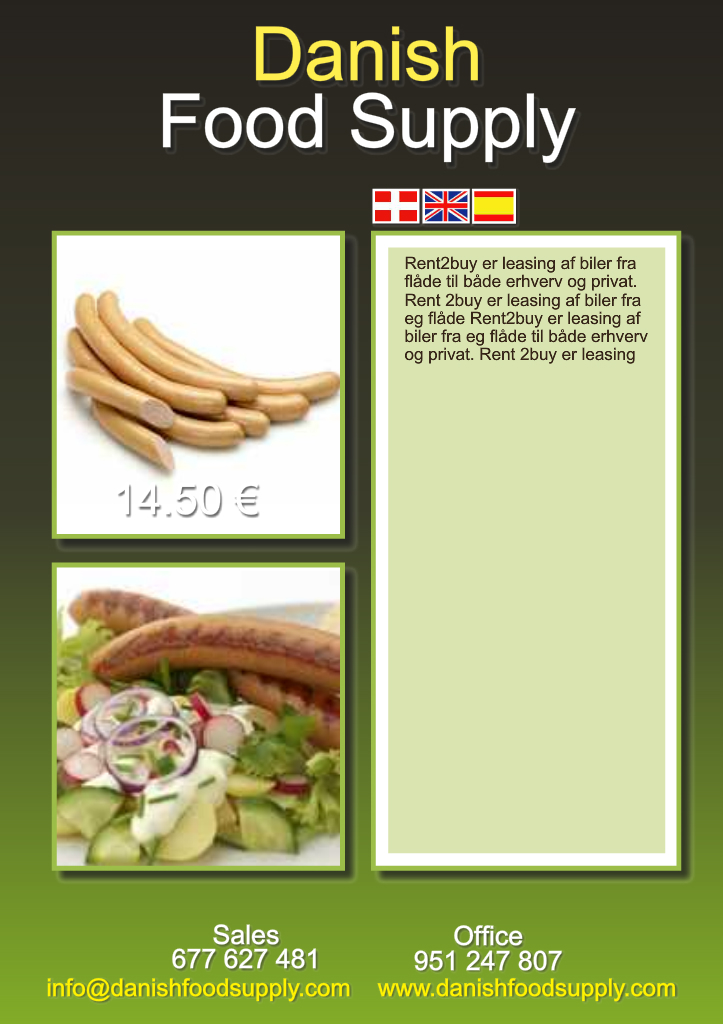 Danish
Food Supply
Rent2buy er leasing af biler fra
flåde til både erhverv og privat.
Rent 2buy er leasing af biler fra
eg flåde Rent2buy er leasing af
biler fra eg flåde til både erhverv
og privat. Rent 2buy er leasing
14.50 €
Sales
677 627 481
info@danishfoodsupply.com
Office
951 247 807
www.danishfoodsupply.com